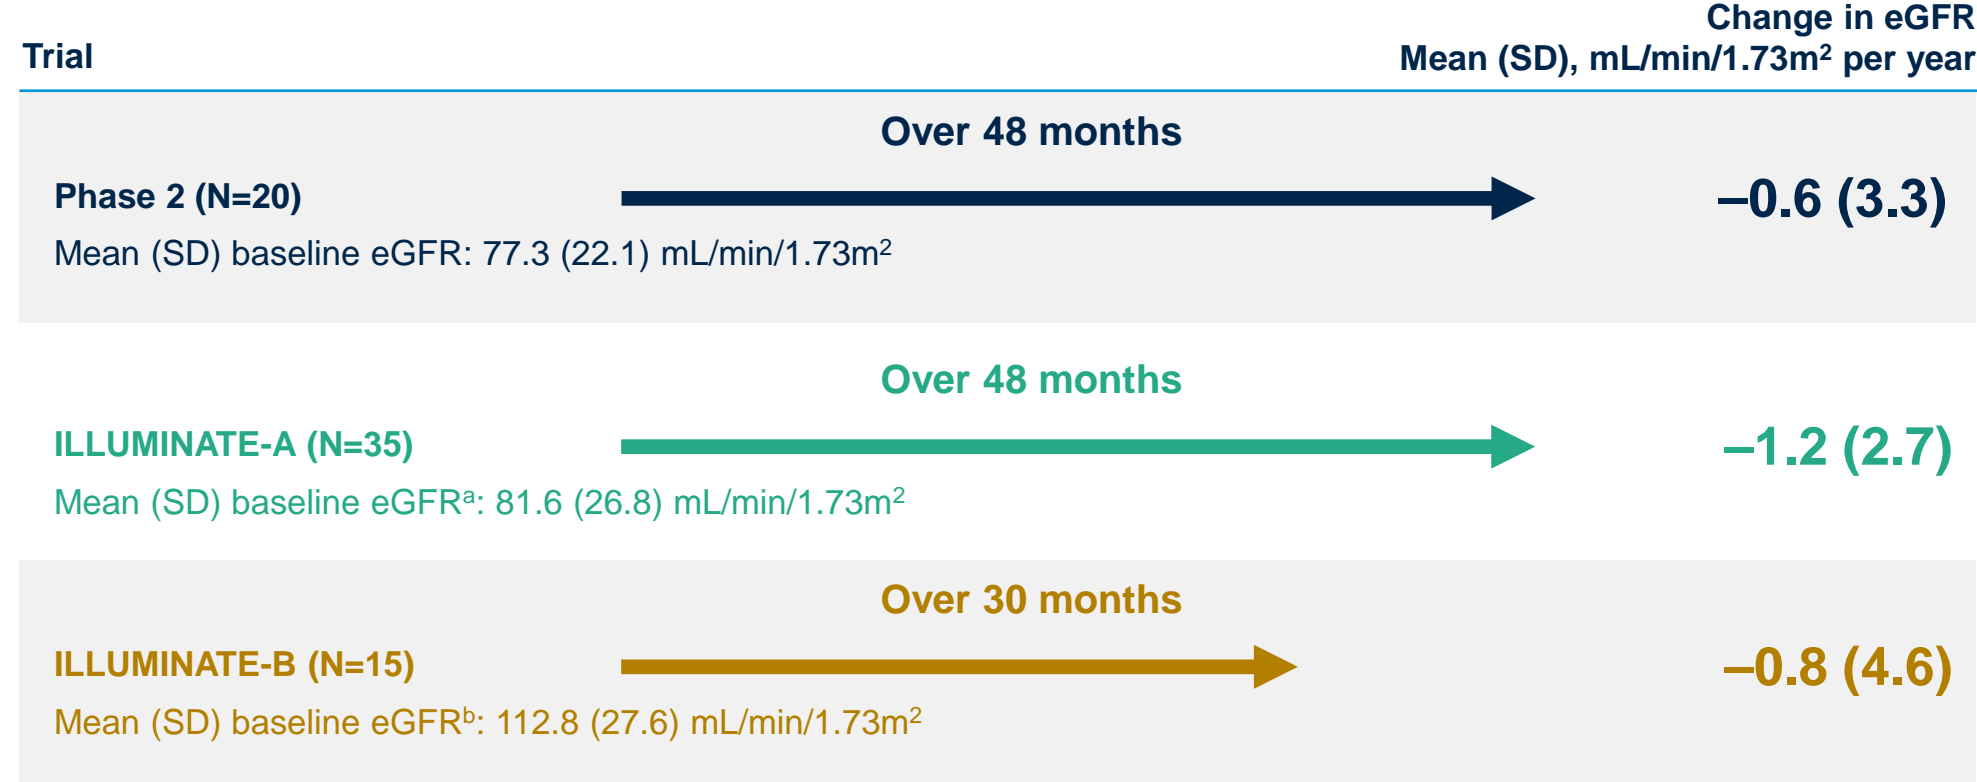 Trial
Change in eGFR
Mean (SD), mL/min/1.73m² per year
Over 48 months
Phase 2 (N=20)
–0.6 (3.3)
Mean (SD) baseline eGFR: 77.3 (22.1) mL/min/1.73m²
Over 48 months
ILLUMINATE-A (N=35)
–1.2 (2.7)
Mean (SD) baseline eGFRᵃ: 81.6 (26.8) mL/min/1.73m²
Over 30 months
ILLUMINATE-B (N=15)
–0.8 (4.6)
Mean (SD) baseline eGFRᵇ: 112.8 (27.6) mL/min/1.73m²